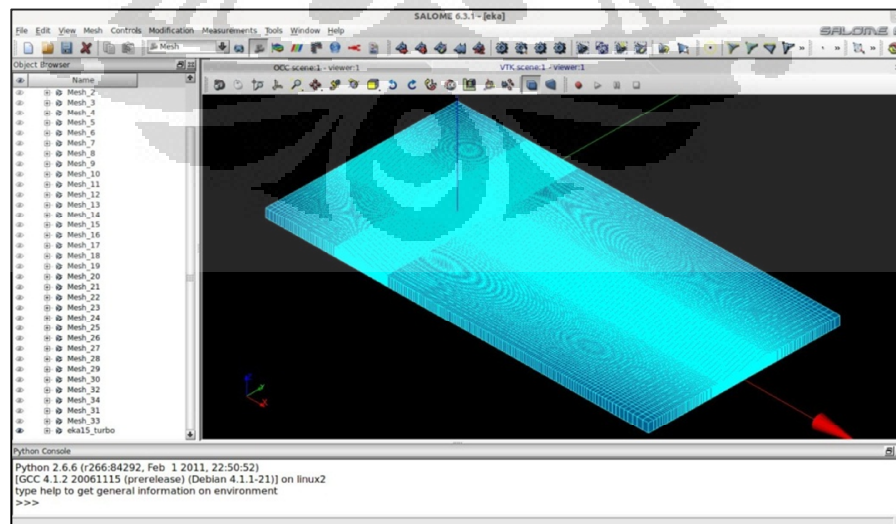 SALOME 6.3.1 - [eka]
File Edit View Mesh Controls Modification Measurements Tools Window Help
SALOME
Mesh
Object Browser
OCC scene:1 - viewer:1
VTK scene:1 - viewer:1
Name
Mesh_2
Mesh_3
Mesh_4
Mesh_5
Mesh_6
Mesh_7
Mesh_8
Mesh_9
Mesh_10
Mesh_11
Mesh_12
Mesh_13
Mesh_14
Mesh_15
Mesh_16
Mesh_17
Mesh_18
Mesh_19
Mesh_20
Mesh_21
Mesh_22
Mesh_23
Mesh_24
Mesh_25
Mesh_26
Mesh_27
Mesh_28
Mesh_29
Mesh_30
Mesh_32
Mesh_34
Mesh_31
Mesh_33
eka15_turbo
Python Console
Python 2.6.6 (r266:84292, Feb 1 2011, 22:50:52)
[GCC 4.1.2 20061115 (prerelease) (Debian 4.1.1-21)] on linux2
type help to get general information on environment
>>>